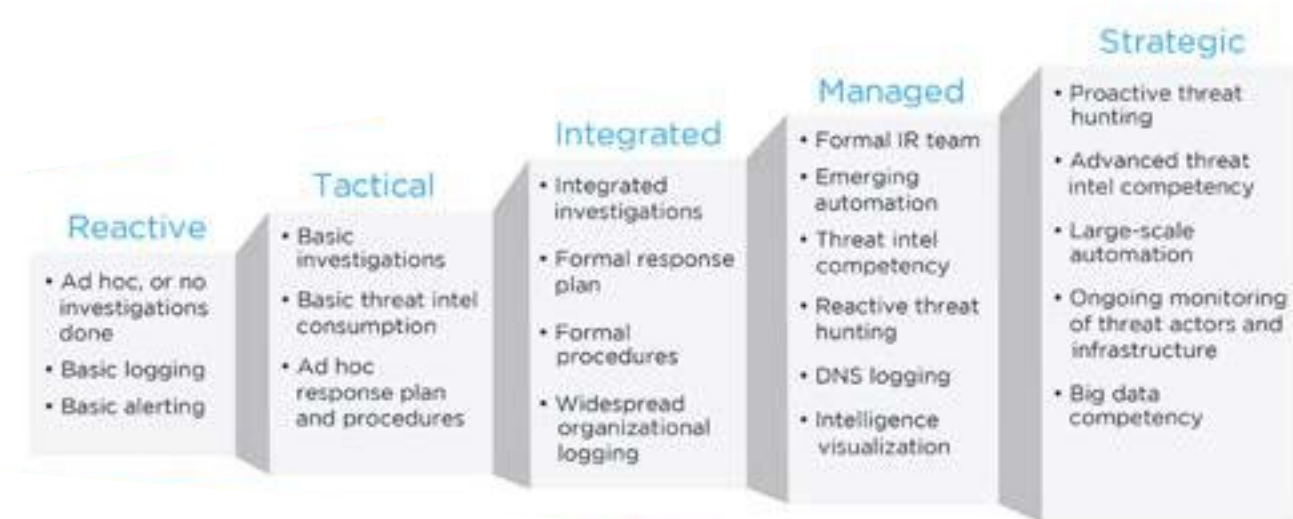 Reactive
• Ad hoc, or no
investigations
done
• Basic logging
• Basic alerting
Tactical
• Basic
investigations
• Basic threat intel
consumption
• Ad hoc
response plan
and procedures
Integrated
• Integrated
investigations
• Formal response
plan
• Formal
procedures
• Widespread
organizational
logging
Managed
• Formal IR team
• Emerging
automation
• Threat intel
competency
• Reactive threat
hunting
• DNS logging
• Intelligence
visualization
Strategic
• Proactive threat
hunting
• Advanced threat
intel competency
• Large-scale
automation
• Ongoing monitoring
of threat actors and
infrastructure
• Big data
competency